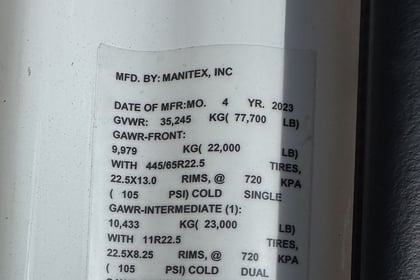 MFD. BY: MANITEX, INC
DATE OF MFR:MO. 4 YR. 2023
GVWR: 35,245 KG( 77,700 LB)
GAWR-FRONT:
9,979 KG( 22,000 LB)
WITH 445/65R22.5 TIRES,
22.5X13.0 RIMS, @ 720 KPA
( 105 PSI) COLD SINGLE
GAWR-INTERMEDIATE (1):
10,433 KG( 23,000 LB)
WITH 11R22.5 TIRES,
22.5X8.25 RIMS, @ 720 KPA
( 105 PSI) COLD DUAL